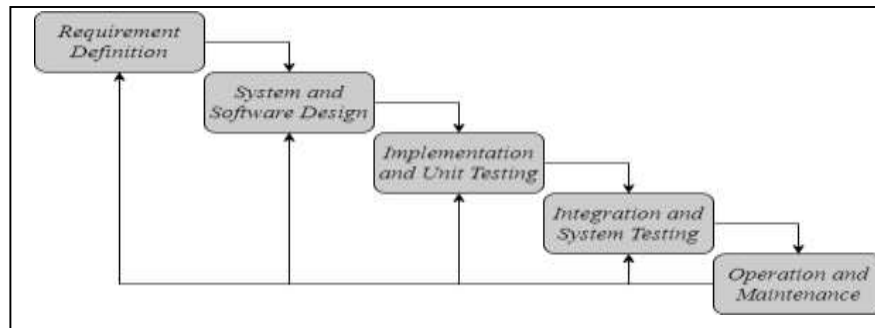 Requirement
Definition
System and
Software Design
Implementation
and Unit Testing
Integration and
System Testing
Operation and
Maintenance